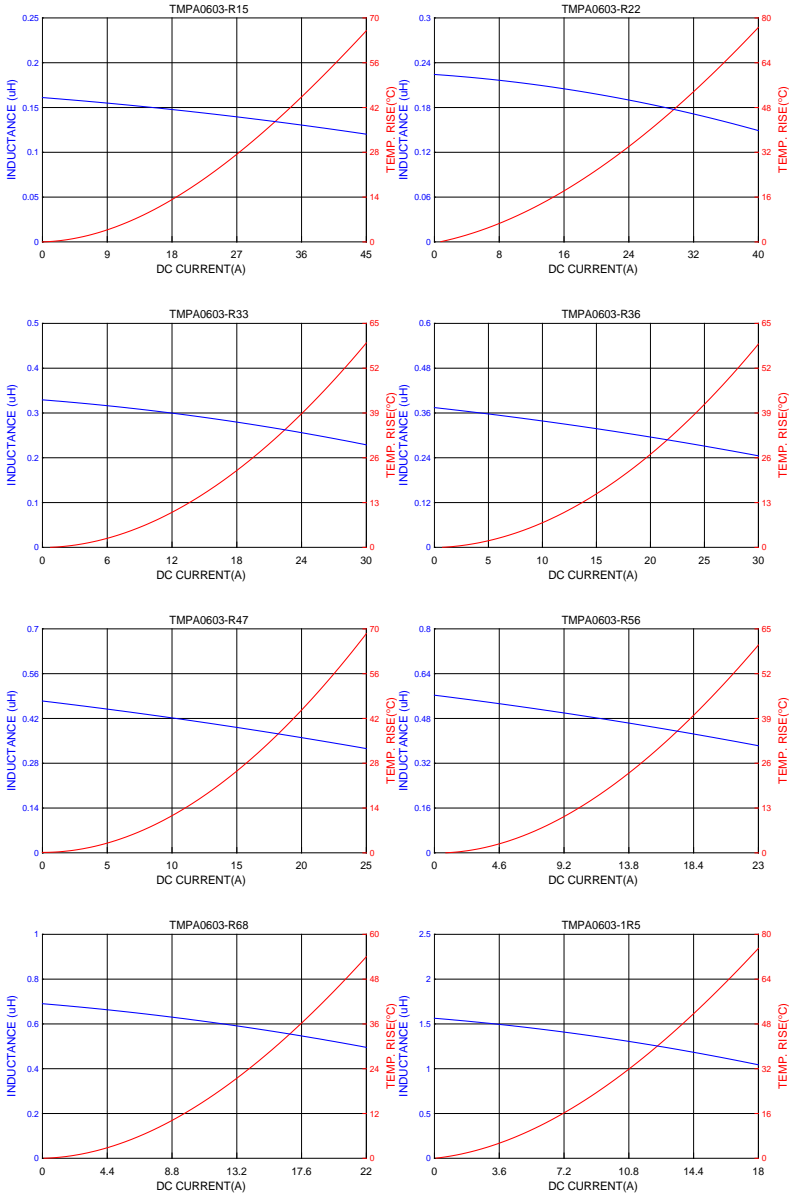 TMPA0603-R15
0.25
0.2
0.15
0.1
0.05
0
INDUCTANCE (uH)
70
56
42
28
14
0
TEMP. RISE(°C)
0 9 18 27 36 45
DC CURRENT(A)
TMPA0603-R22
0.3
0.24
0.18
0.12
0.06
0
INDUCTANCE (uH)
80
64
48
32
16
0
TEMP. RISE(°C)
0 8 16 24 32 40
DC CURRENT(A)
TMPA0603-R33
0.5
0.4
0.3
0.2
0.1
0
INDUCTANCE (uH)
65
52
39
26
13
0
TEMP. RISE(°C)
0 6 12 18 24 30
DC CURRENT(A)
TMPA0603-R36
0.6
0.48
0.36
0.24
0.12
0
INDUCTANCE (uH)
65
52
39
26
13
0
TEMP. RISE(°C)
0 5 10 15 20 25 30
DC CURRENT(A)
TMPA0603-R47
0.7
0.56
0.42
0.28
0.14
0
INDUCTANCE (uH)
70
56
42
28
14
0
TEMP. RISE(°C)
0 5 10 15 20 25
DC CURRENT(A)
TMPA0603-R56
0.8
0.64
0.48
0.32
0.16
0
INDUCTANCE (uH)
65
52
39
26
13
0
TEMP. RISE(°C)
0 4.6 9.2 13.8 18.4 23
DC CURRENT(A)
TMPA0603-R68
1
0.8
0.6
0.4
0.2
0
INDUCTANCE (uH)
60
48
36
24
12
0
TEMP. RISE(°C)
0 4.4 8.8 13.2 17.6 22
DC CURRENT(A)
TMPA0603-1R5
2.5
2
1.5
1
0.5
0
INDUCTANCE (uH)
80
64
48
32
16
0
TEMP. RISE(°C)
0 3.6 7.2 10.8 14.4 18
DC CURRENT(A)